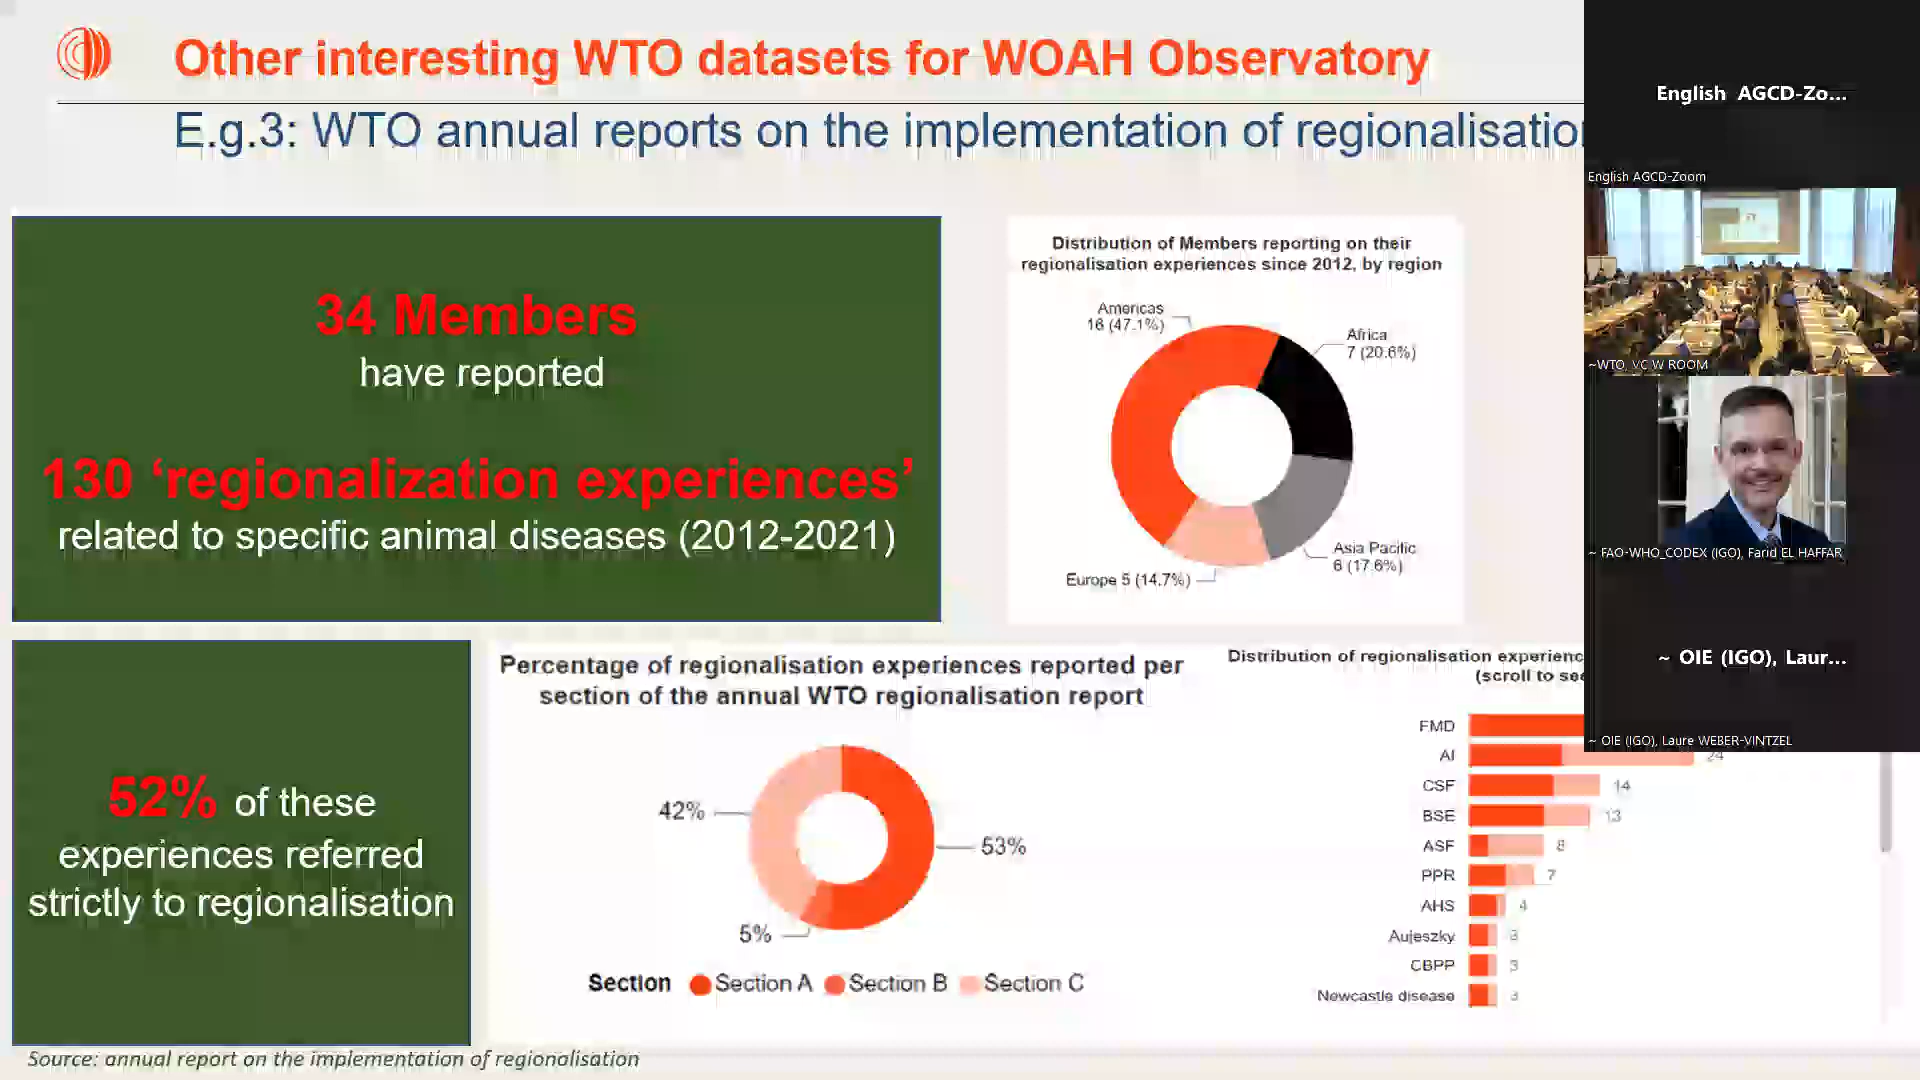 Other interesting WTO datasets for WOAH Observatory
E.g.3: WTO annual reports on the implementation of regionalisatio
34 Members
have reported
130 ‘regionalization experiences’
related to specific animal diseases (2012-2021)
Distribution of Members reporting on their
regionalisation experiences since 2012, by region
Americas
16 (47.1%)
Africa
7 (20.6%)
Asia Pacific
6 (17.6%)
Europe 5 (14.7%)
52% of these
experiences referred
strictly to regionalisation
Percentage of regionalisation experiences reported per
section of the annual WTO regionalisation report
42%
53%
5%
Section Section A Section B Section C
Distribution of regionalisation experienc
(scroll to see
FMD
AI 24
CSF 14
BSE 13
ASF 8
PPR 7
AHS 4
Aujeszky 3
CBPP 3
Newcastle disease 3
Source: annual report on the implementation of regionalisation
English AGCD-Zo...
English AGCD-Zoom
~WTO, VC W ROOM
~ FAO-WHO_CODEX (IGO), Farid EL HAFFAR
~ OIE (IGO), Laur...
~ OIE (IGO), Laure WEBER-VINTZEL